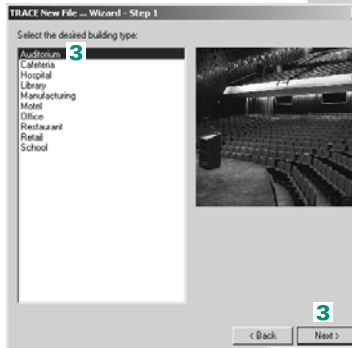 TRACE New File ... Wizard - Step 1
Select the desired building type:
Auditorium 3
Cafeteria
Hospital
Library
Manufacturing
Motel
Office
Restaurant
Retail
School
3
< Back Next >